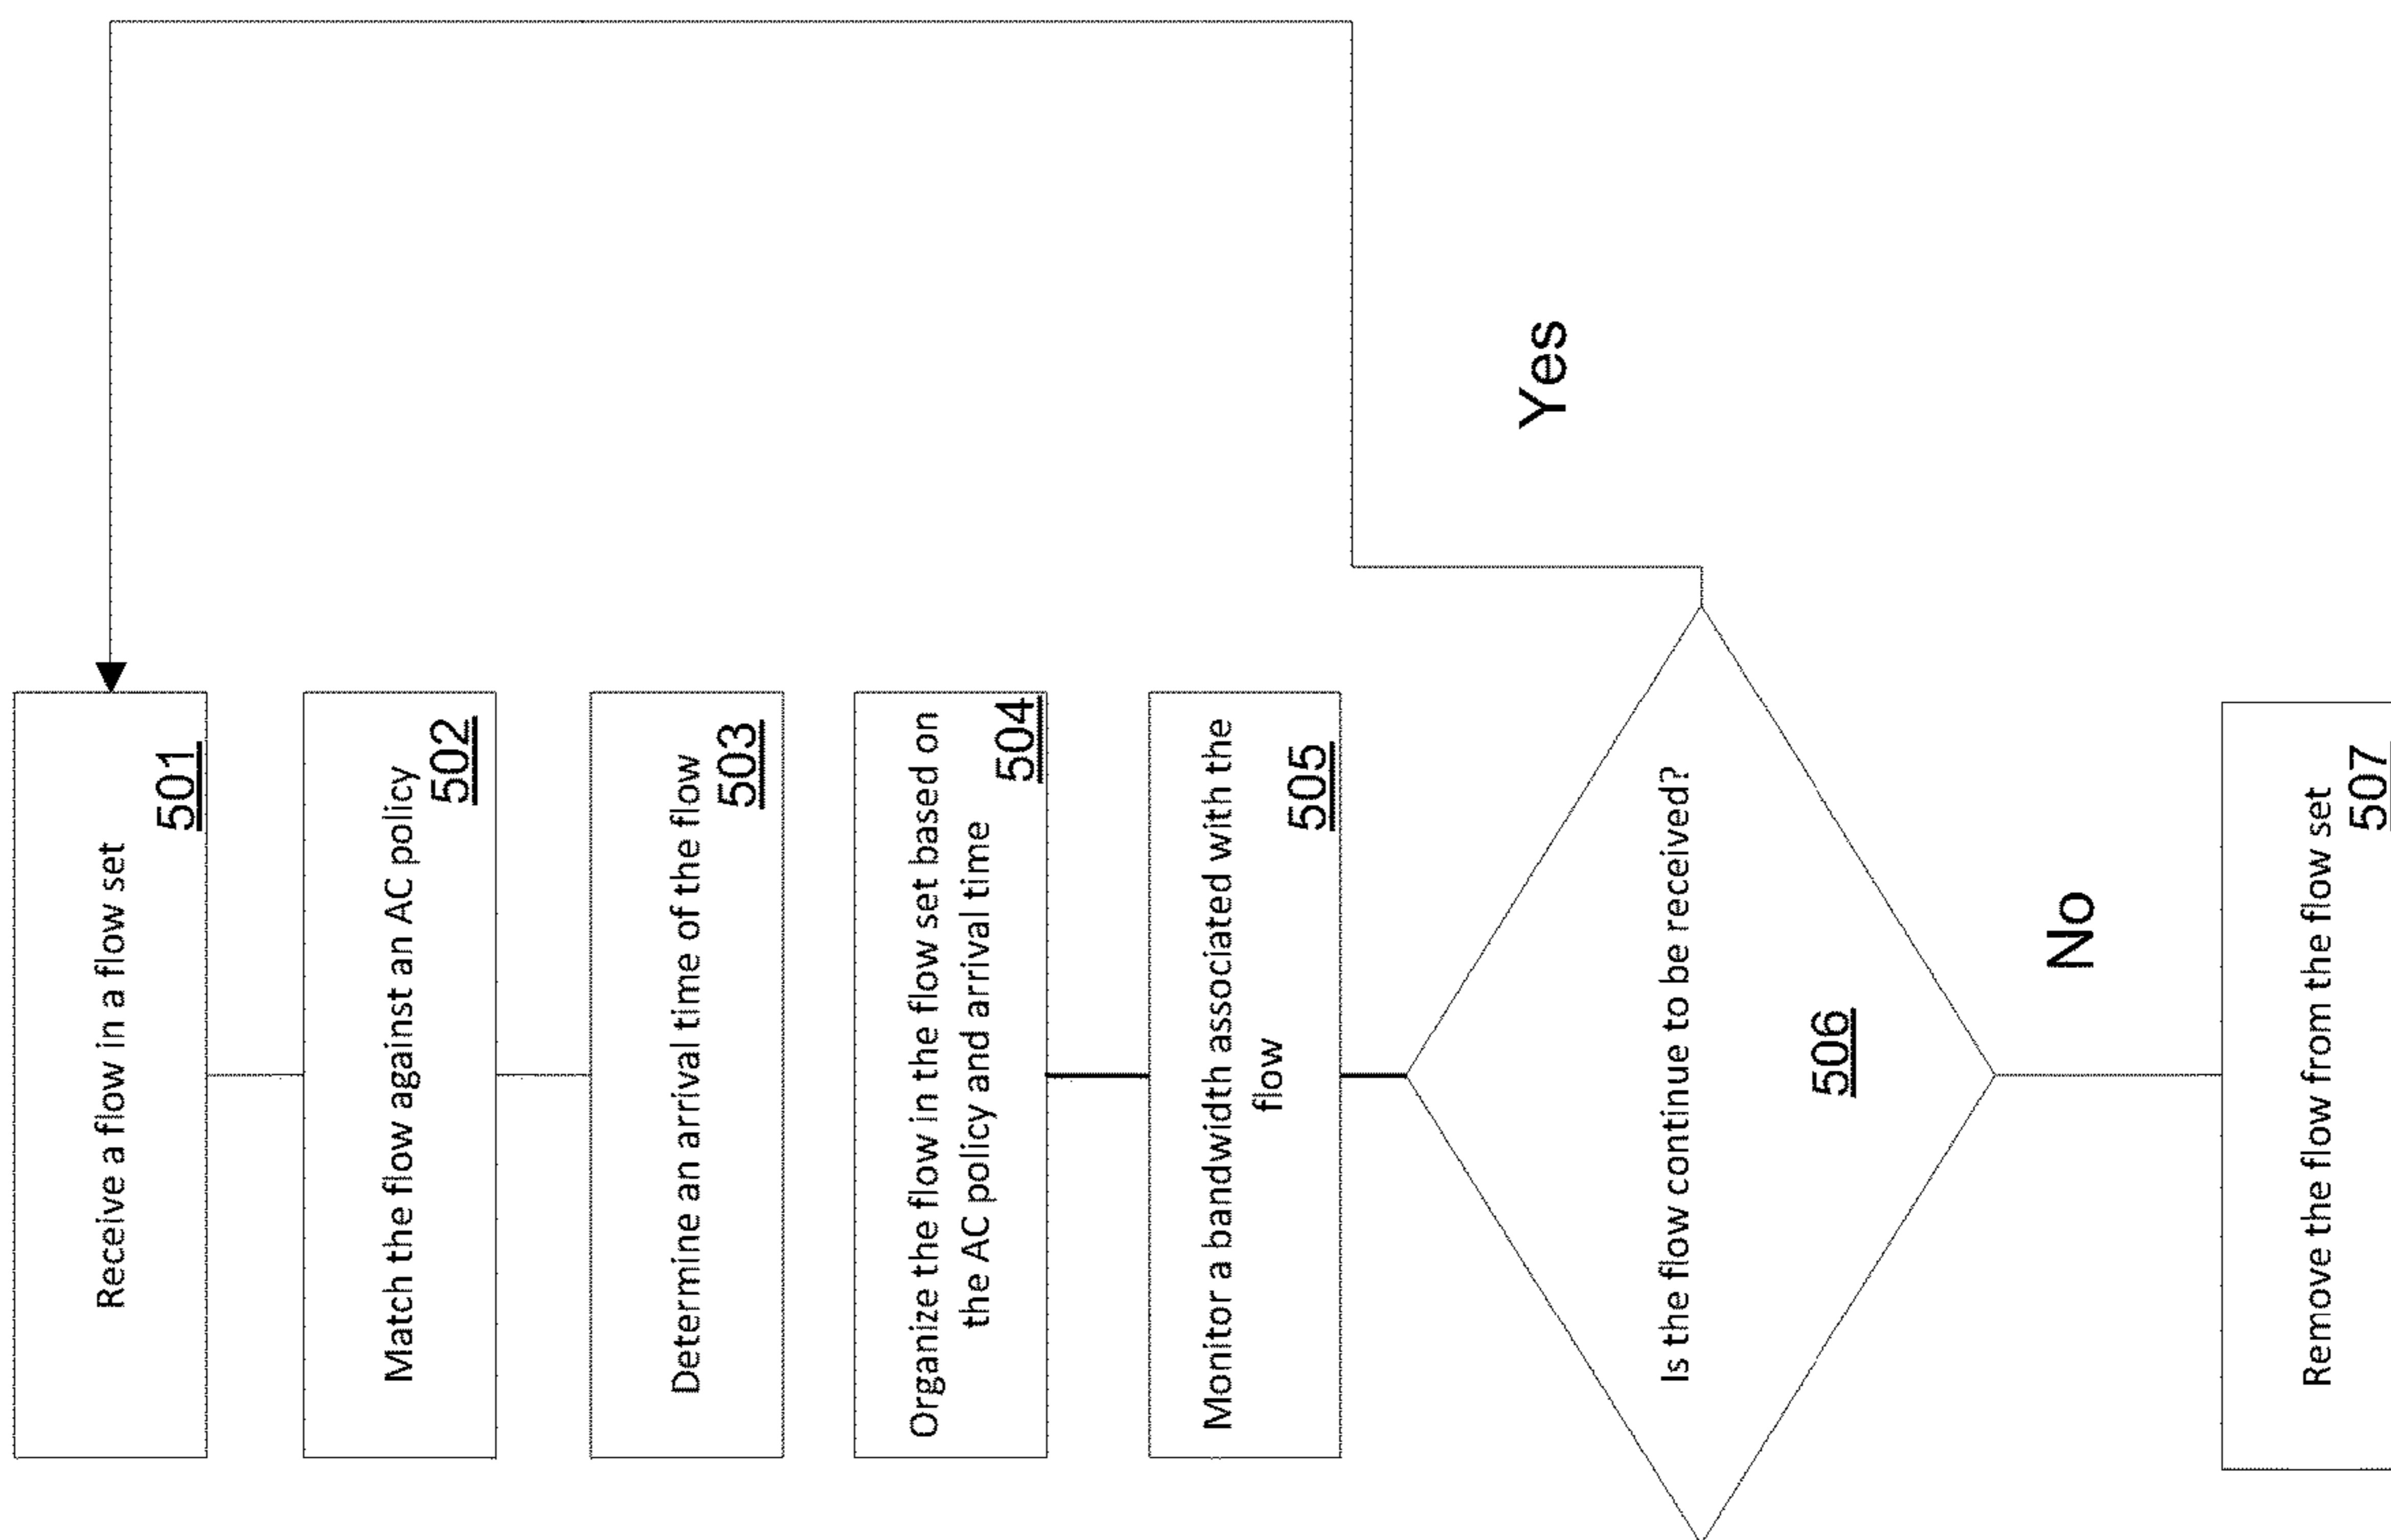 Receive a flow in a flow set
501
Match the flow against an AC policy
502
Determine an arrival time of the flow
503
Organize the flow in the flow set based on
the AC policy and arrival time
504
Monitor a bandwidth associated with the
flow
505
Is the flow continue to be received?
506
Yes
No
Remove the flow from the flow set
507